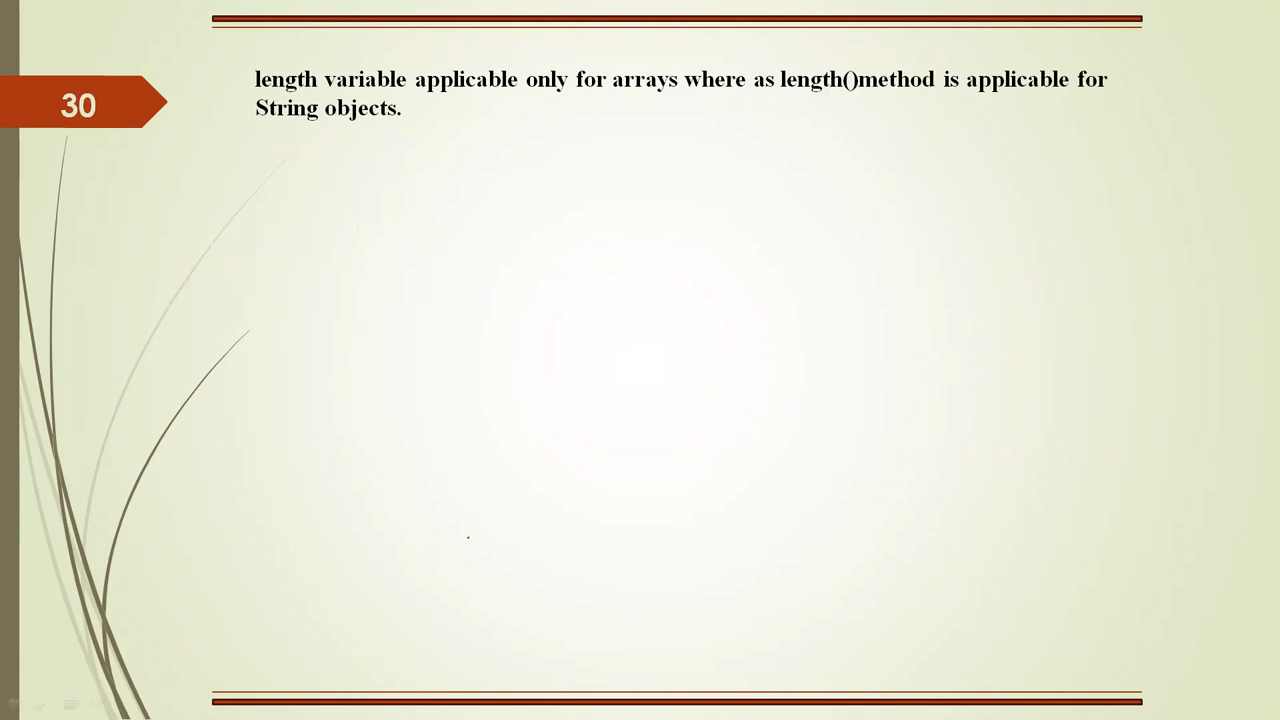 30
length variable applicable only for arrays where as length()method is applicable for
String objects.